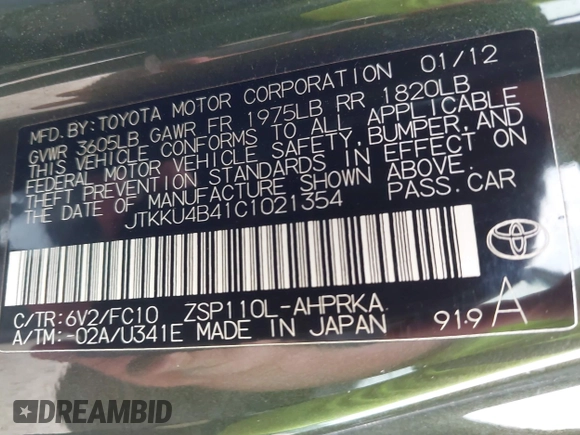 MFD. BY: TOYOTA MOTOR CORPORATION 01/12
GVWR 3605LB GAWR FR 1975LB RR 1820LB
THIS VEHICLE CONFORMS TO ALL APPLICABLE
FEDERAL MOTOR VEHICLE SAFETY, BUMPER, AND
THEFT PREVENTION STANDARDS IN EFFECT ON
THE DATE OF MANUFACTURE SHOWN ABOVE.
JTKKU4B41C1021354 PASS. CAR
C/TR: 6V2/FC10 ZSP110L-AHPRKA
A/TM: -02A/U341E MADE IN JAPAN 91.9 A
DREAMBID